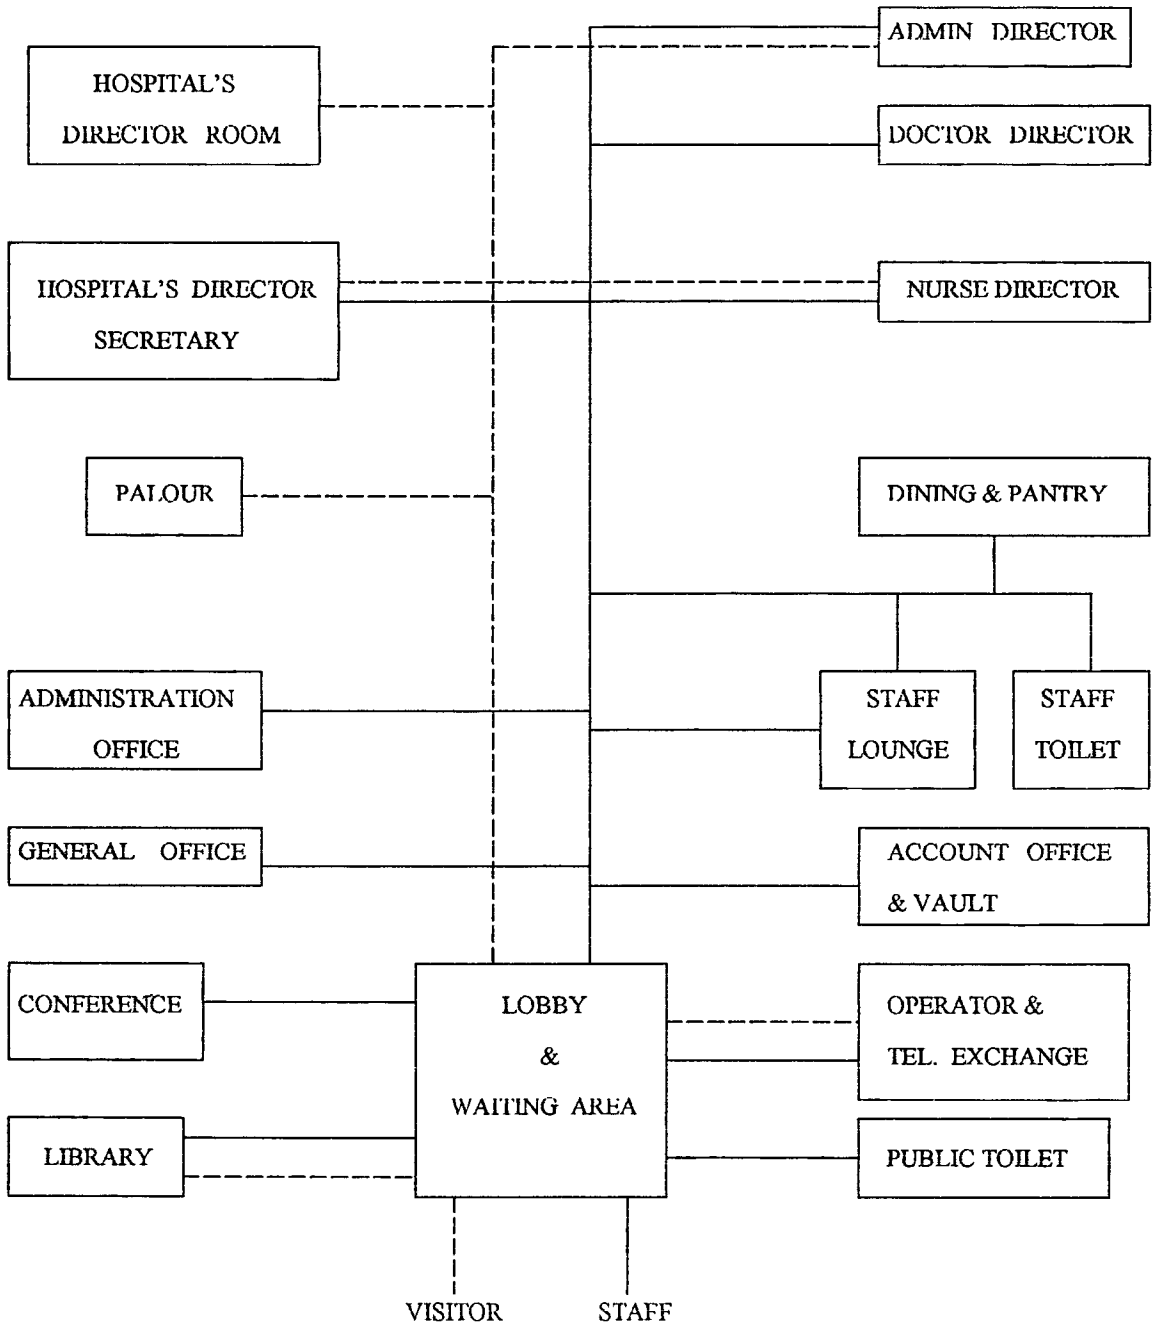 ADMIN DIRECTOR
HOSPITAL'S
DIRECTOR ROOM
DOCTOR DIRECTOR
HOSPITAL'S DIRECTOR
SECRETARY
NURSE DIRECTOR
PALOUR
DINING & PANTRY
ADMINISTRATION
OFFICE
STAFF
LOUNGE
STAFF
TOILET
GENERAL OFFICE
ACCOUNT OFFICE
& VAULT
CONFERENCE
LOBBY
&
WAITING AREA
OPERATOR &
TEL. EXCHANGE
LIBRARY
PUBLIC TOILET
VISITOR
STAFF